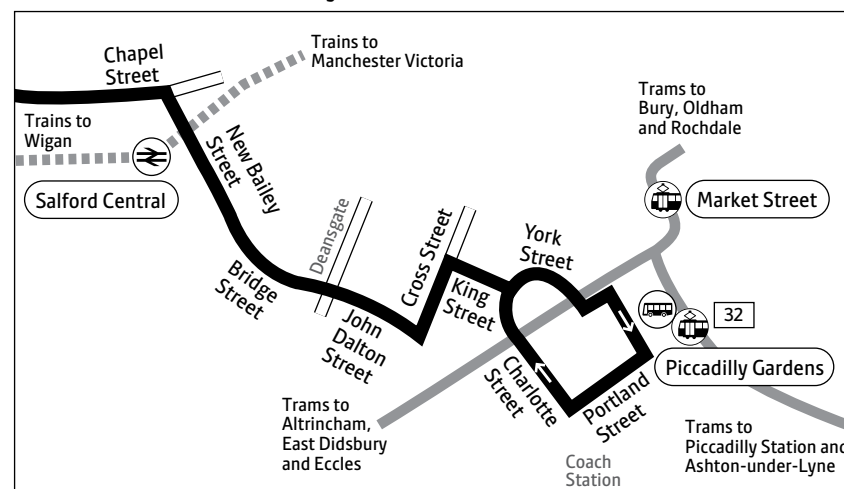 Chapel
Street
Trains to
Manchester Victoria
Trams to
Bury, Oldham
and Rochdale
Trains to
Wigan
New Bailey
Street
Salford Central
Market Street
Deansgate
Cross Street
York
Street
King
Street
Bridge
Street
John
Dalton
Street
32
Piccadilly Gardens
Charlotte
Street
Portland
Street
Trams to
Altrincham,
East Didsbury
and Eccles
Trams to
Piccadilly Station and
Ashton-under-Lyne
Coach
Station